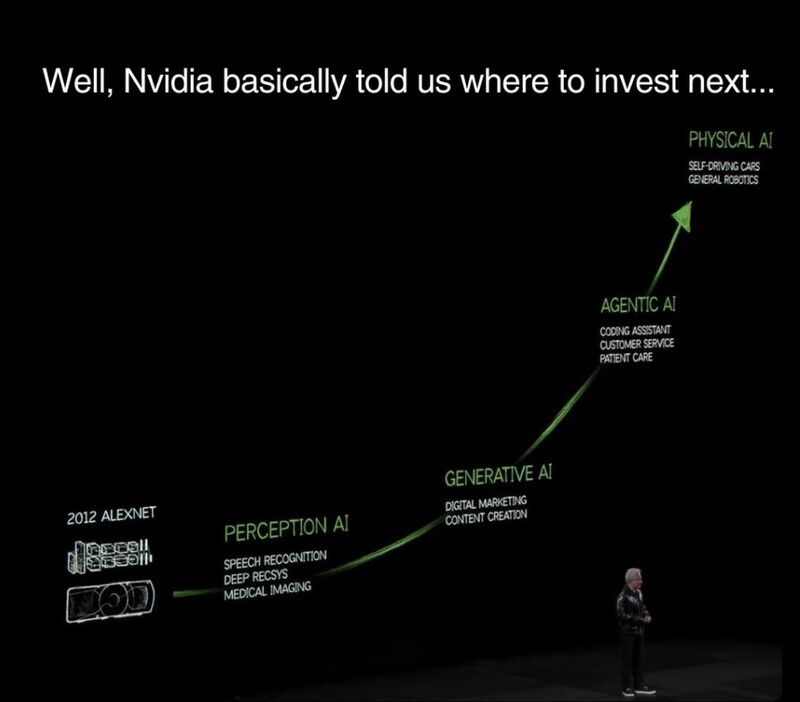 Well, Nvidia basically told us where to invest next...
PHYSICAL AI
SELF-DRIVING CARS
GENERAL ROBOTICS
AGENTIC AI
CODING ASSISTANT
CUSTOMER SERVICE
PATIENT CARE
GENERATIVE AI
DIGITAL MARKETING
CONTENT CREATION
2012 ALEXNET
PERCEPTION AI
SPEECH RECOGNITION
DEEP RECSYS
MEDICAL IMAGING